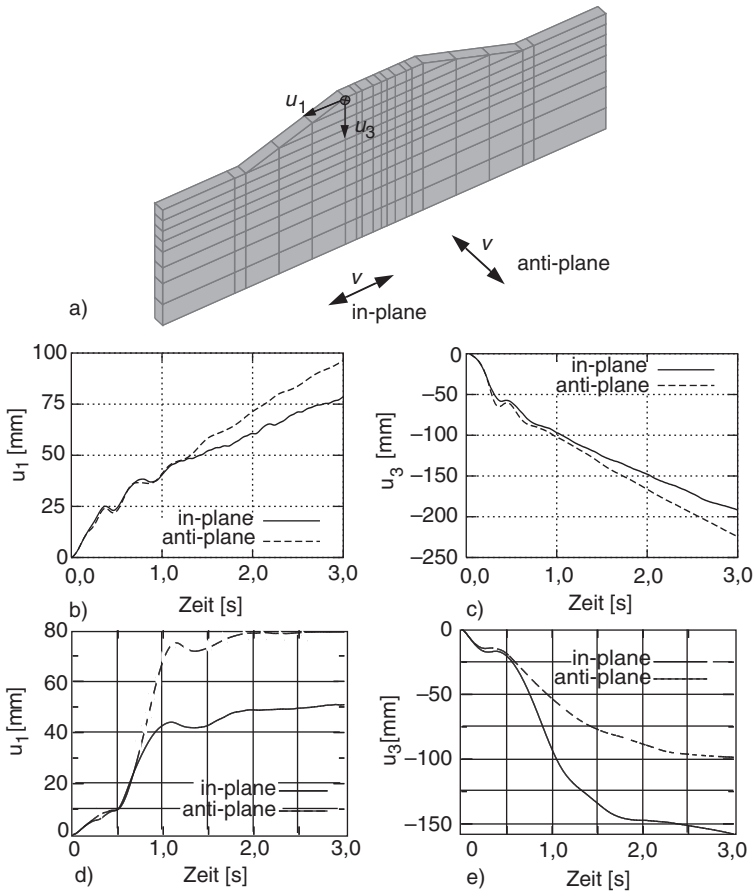 u1
u3
v
anti-plane
v
in-plane
a)
100
75
50
25
0
u1 [mm]
in-plane
anti-plane
0,0 1,0 2,0 3,0
Zeit [s]
b)
0
−50
−100
−150
−200
−250
u3 [mm]
in-plane
anti-plane
0,0 1,0 2,0 3,0
Zeit [s]
c)
80
60
40
20
10
0
u1 [mm]
in-plane
anti-plane
0 1,0 2,0 3,0
Zeit [s]
d)
0
−50
−100
−150
u3[mm]
in-plane
anti-plane
0 1,0 2,0 3,0
Zeit [s]
e)